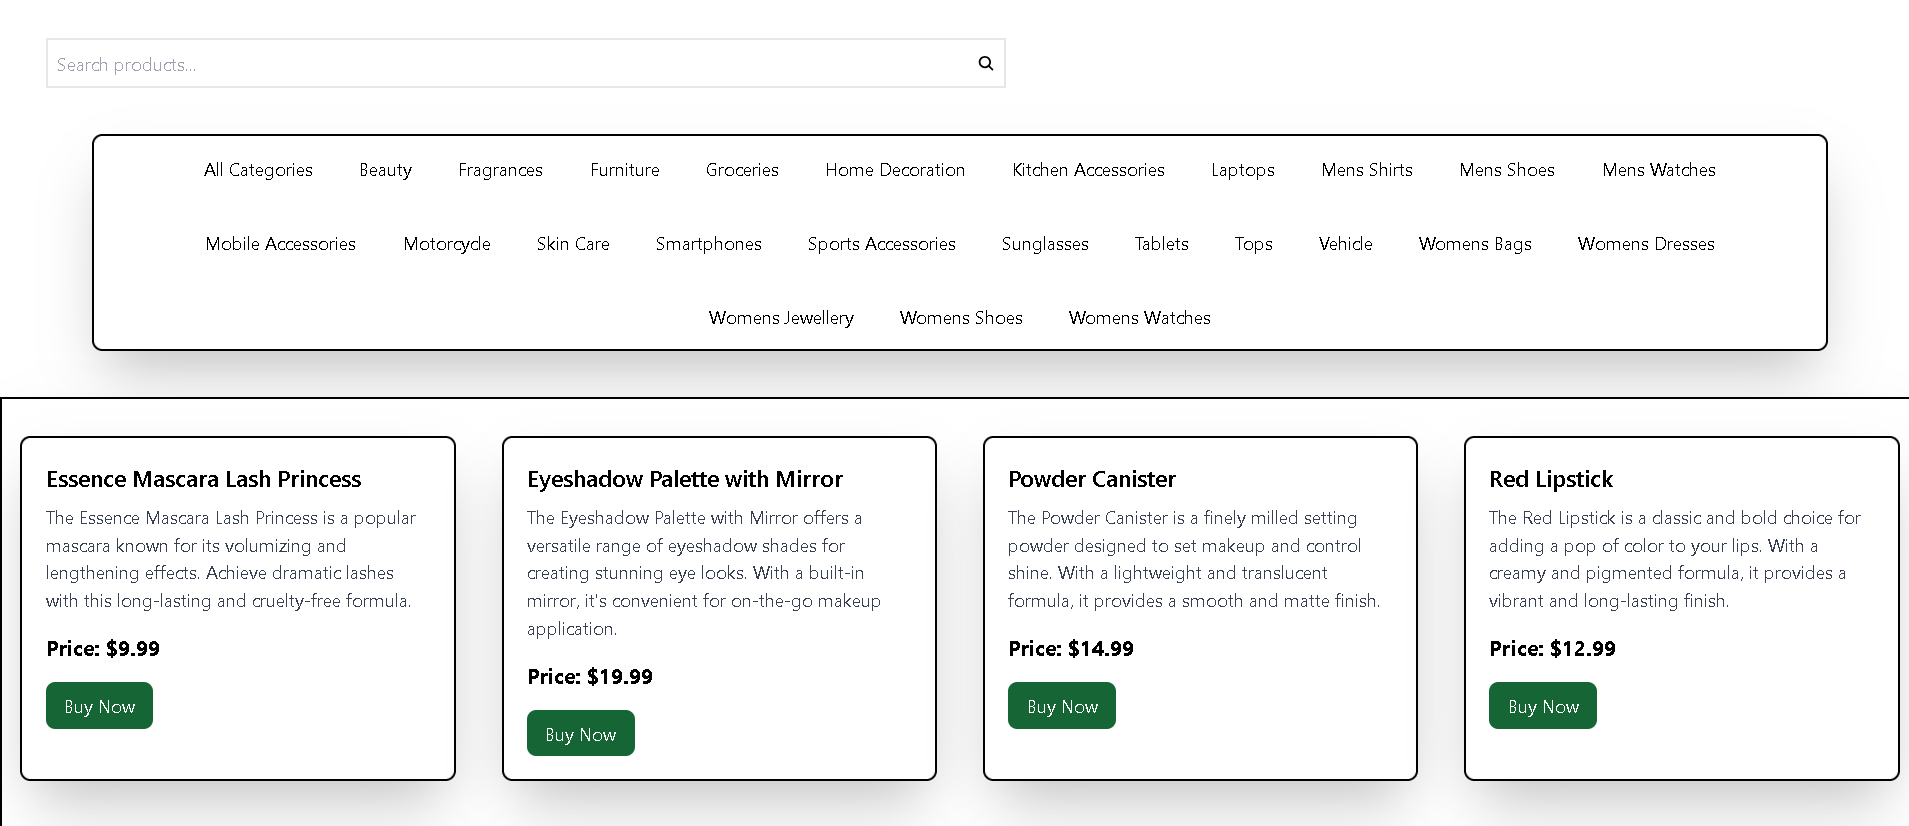 Search products...
All Categories Beauty Fragrances Furniture Groceries Home Decoration Kitchen Accessories Laptops Mens Shirts Mens Shoes Mens Watches
Mobile Accessories Motorcycle Skin Care Smartphones Sports Accessories Sunglasses Tablets Tops Vehicle Womens Bags Womens Dresses
Womens Jewellery Womens Shoes Womens Watches
Essence Mascara Lash Princess
The Essence Mascara Lash Princess is a popular
mascara known for its volumizing and
lengthening effects. Achieve dramatic lashes
with this long-lasting and cruelty-free formula.
Price: $9.99
Buy Now
Eyeshadow Palette with Mirror
The Eyeshadow Palette with Mirror offers a
versatile range of eyeshadow shades for
creating stunning eye looks. With a built-in
mirror, it's convenient for on-the-go makeup
application.
Price: $19.99
Buy Now
Powder Canister
The Powder Canister is a finely milled setting
powder designed to set makeup and control
shine. With a lightweight and translucent
formula, it provides a smooth and matte finish.
Price: $14.99
Buy Now
Red Lipstick
The Red Lipstick is a classic and bold choice for
adding a pop of color to your lips. With a
creamy and pigmented formula, it provides a
vibrant and long-lasting finish.
Price: $12.99
Buy Now